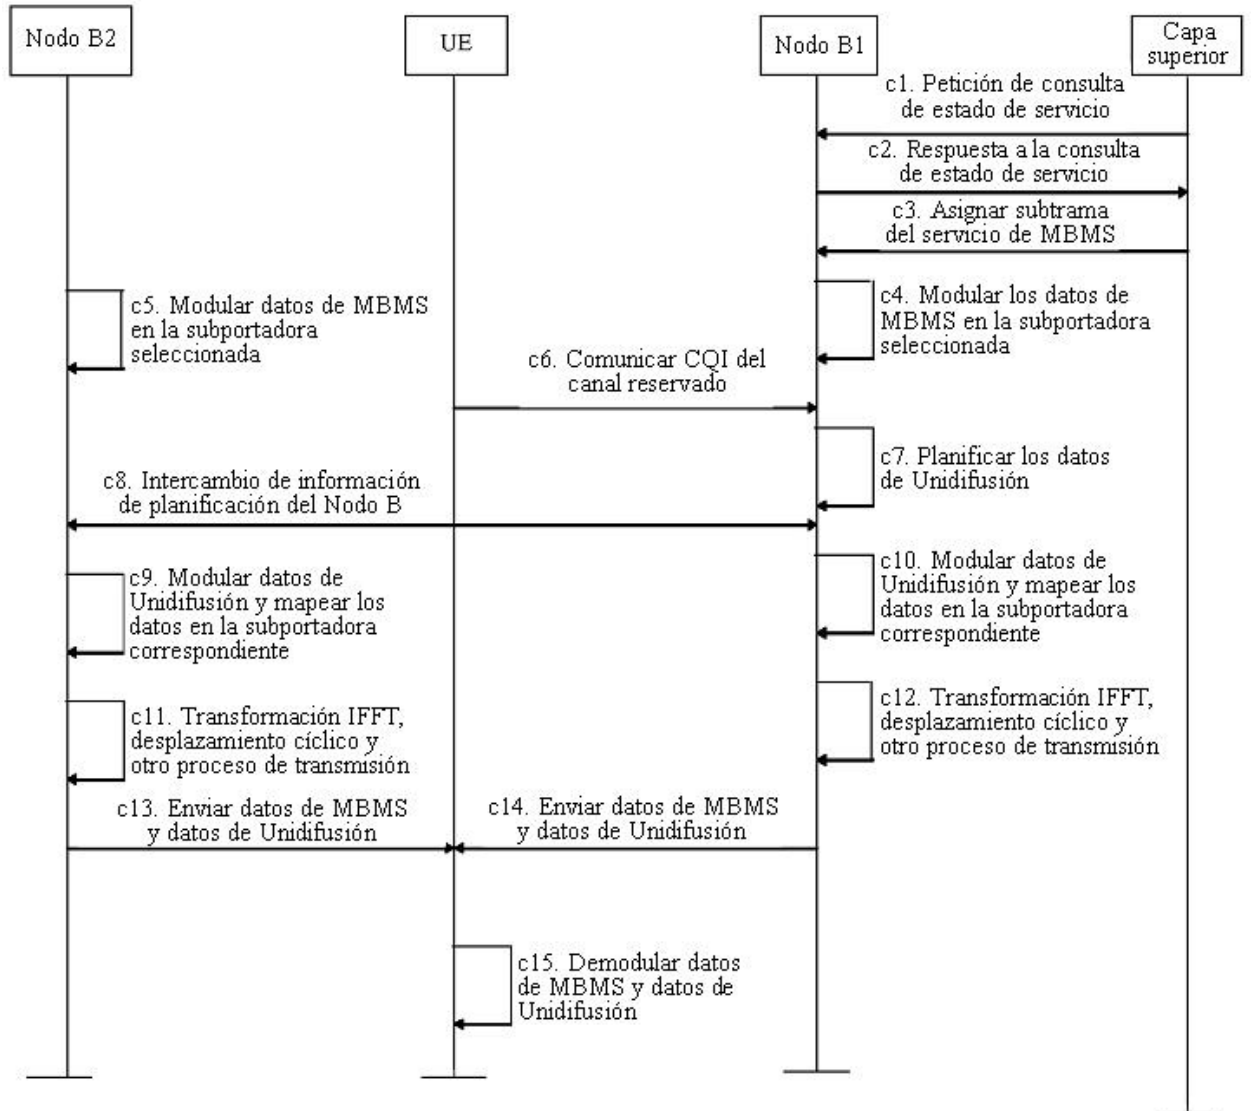 Nodo B2
UE
Nodo B1
Capa
superior
c1. Petición de consulta
de estado de servicio
c2. Respuesta a la consulta
de estado de servicio
c3. Asignar subtrama
del servicio de MBMS
c5. Modular datos de MBMS
en la subportadora
seleccionada
c4. Modular los datos de
MBMS en la subportadora
seleccionada
c6. Comunicar CQI del
canal reservado
c7. Planificar los datos
de Unidifusión
c8. Intercambio de información
de planificación del Nodo B
c9. Modular datos de
Unidifusión y mapear los
datos en la subportadora
correspondiente
c10. Modular datos de
Unidifusión y mapear los
datos en la subportadora
correspondiente
c11. Transformación IFFT,
desplazamiento cíclico y
otro proceso de transmisión
c12. Transformación IFFT,
desplazamiento cíclico y
otro proceso de transmisión
c13. Enviar datos de MBMS
y datos de Unidifusión
c14. Enviar datos de MBMS
y datos de Unidifusión
c15. Demodular datos
de MBMS y datos de
Unidifusión